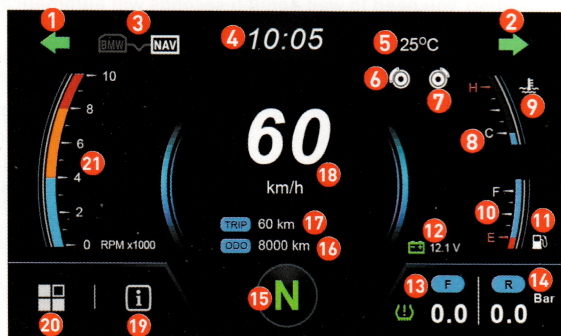 1 2
3 BMW NAV
4 10:05
5 25°C
6 7
10
8
6
21
4
2
0 RPM x1000
60
18
km/h
TRIP 60 km 17
ODO 8000 km 16
H
9
8 C
F
10
E
11
12
12.1 V
13 F R 14
Bar
0.0 0.0
15 N
20 19
i